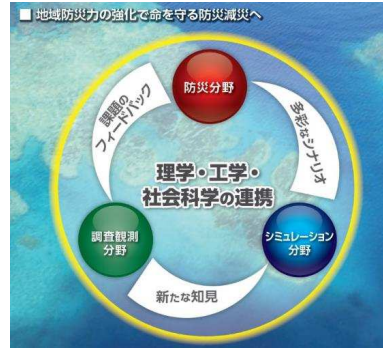 ■ 地域防災力の強化で命を守る防災減災へ
防災分野
課題の
フィードバック
多彩なシナリオ
理学・工学・
社会科学の連携
調査観測
分野
シミュレーション
分野
新たな知見